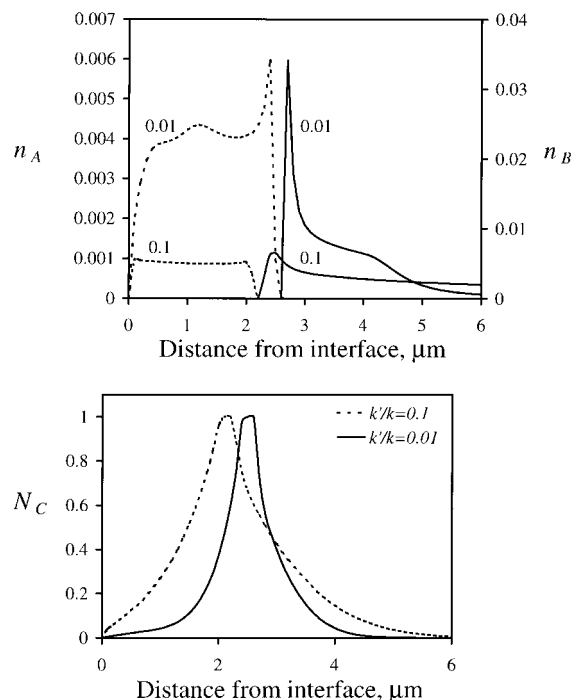 0.007
0.006
0.005
0.004
0.003
0.002
0.001
0
n_A
0.04
0.03
0.02
0.01
0
n_B
0.01
0.01
0.1
0.1
0 1 2 3 4 5 6
Distance from interface, μm
1
0.8
0.6
0.4
0.2
0
N_C
k'/k=0.1
k'/k=0.01
0 2 4 6
Distance from interface, μm